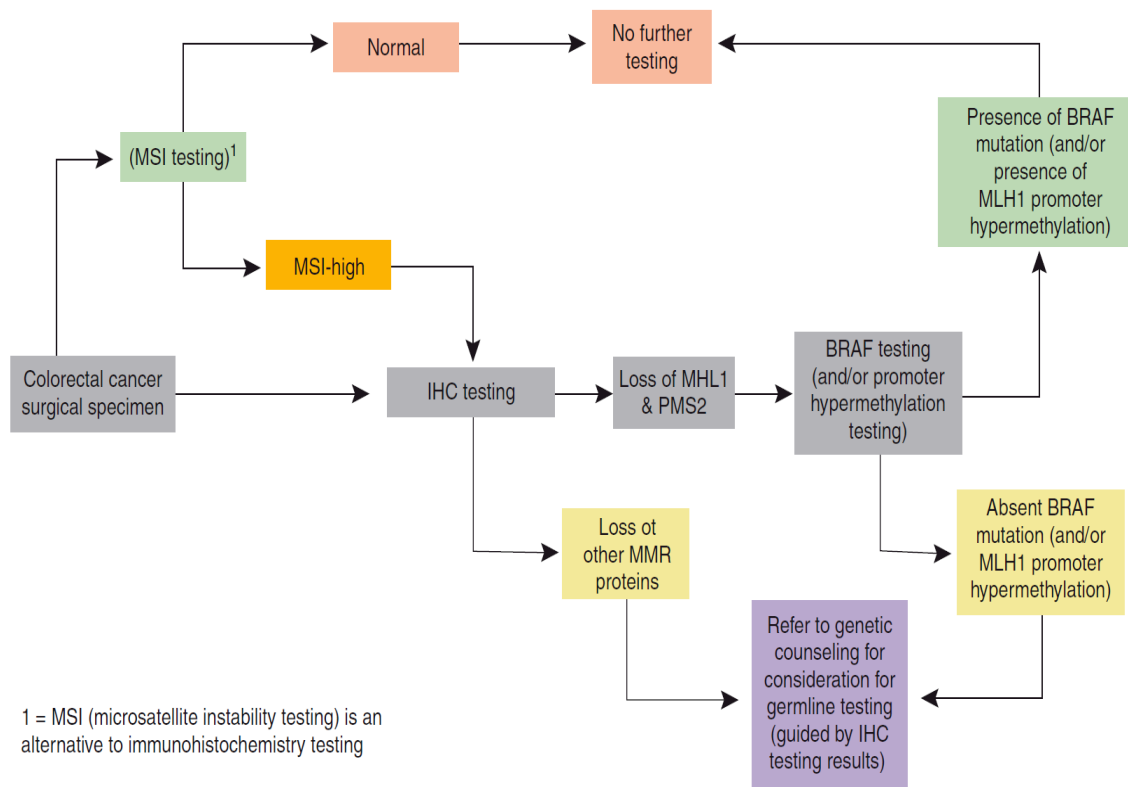 Normal
No further
testing
(MSI testing)1
Presence of BRAF
mutation (and/or
presence of
MLH1 promoter
hypermethylation)
MSI-high
Colorectal cancer
surgical specimen
IHC testing
Loss of MHL1
& PMS2
BRAF testing
(and/or promoter
hypermethylation
testing)
Loss ot
other MMR
proteins
Absent BRAF
mutation (and/or
MLH1 promoter
hypermethylation)
Refer to genetic
counseling for
consideration for
germline testing
(guided by IHC
testing results)
1 = MSI (microsatellite instability testing) is an
alternative to immunohistochemistry testing